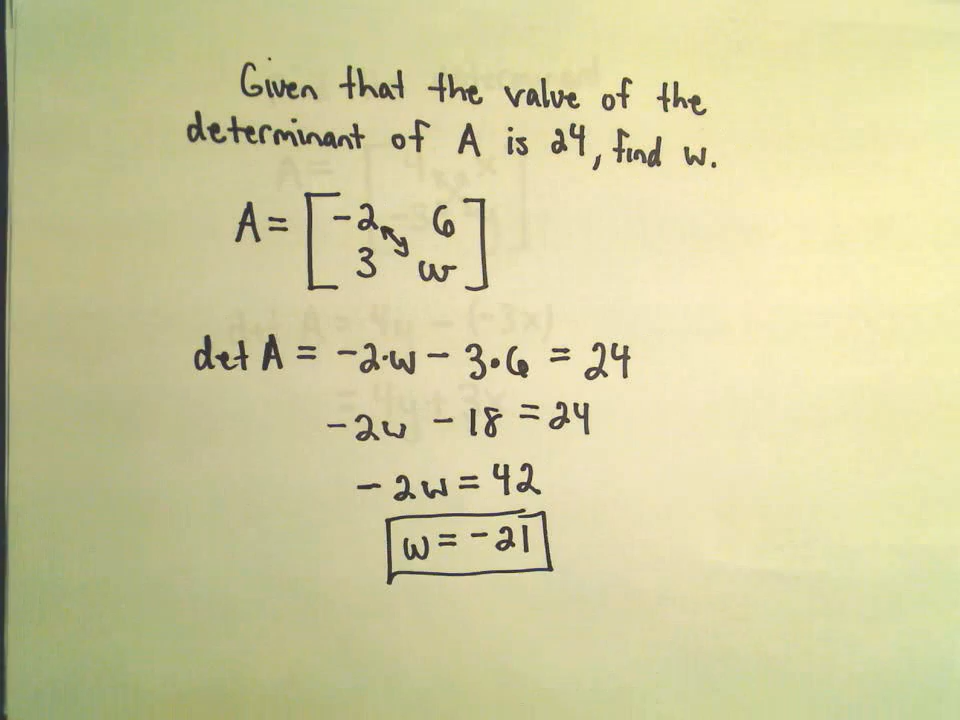 Given that the value of the
determinant of A is 24, find w.
A = [ -2 6
3 w ]
det A = -2·w - 3·6 = 24
-2w - 18 = 24
- 2w = 42
w = -21